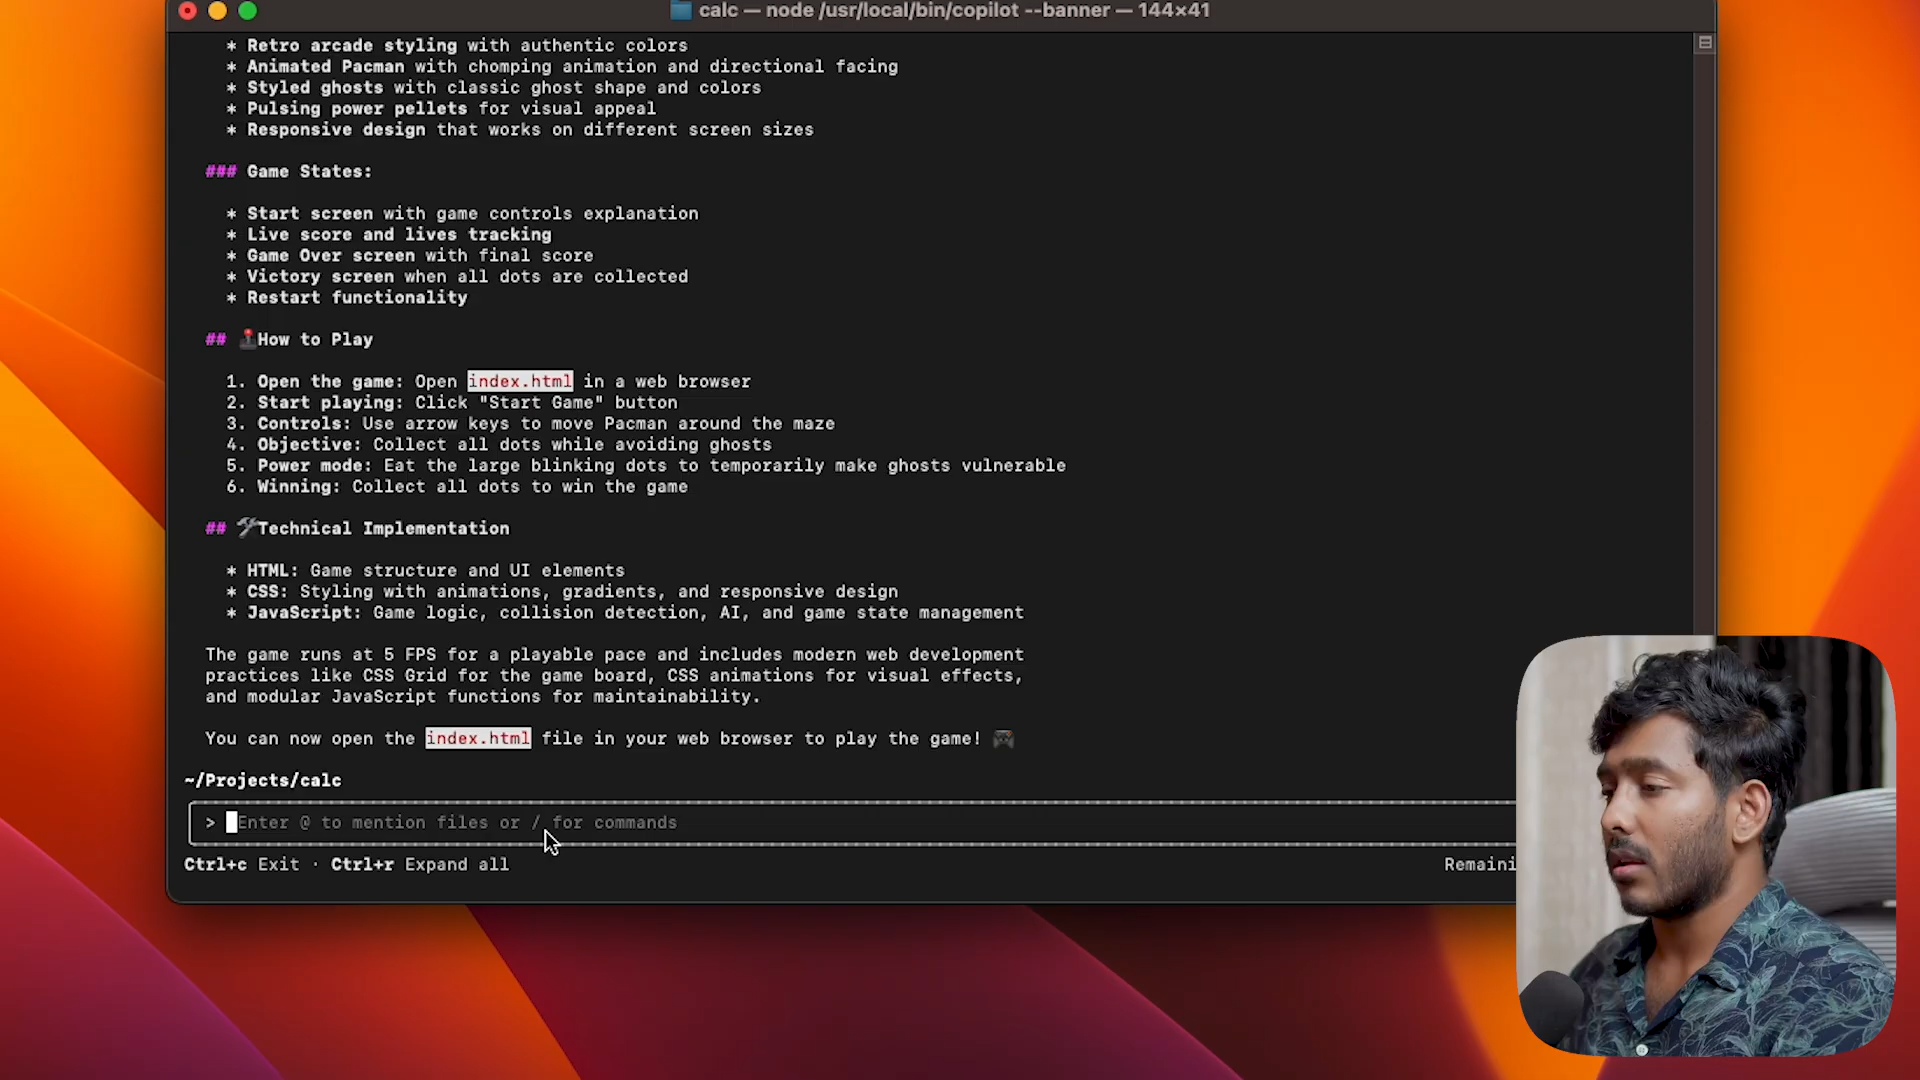 calc — node /usr/local/bin/copilot --banner — 144×41
* Retro arcade styling with authentic colors
* Animated Pacman with chomping animation and directional facing
* Styled ghosts with classic ghost shape and colors
* Pulsing power pellets for visual appeal
* Responsive design that works on different screen sizes
### Game States:
* Start screen with game controls explanation
* Live score and lives tracking
* Game Over screen with final score
* Victory screen when all dots are collected
* Restart functionality
## 🕹️How to Play
1. Open the game: Open index.html in a web browser
2. Start playing: Click "Start Game" button
3. Controls: Use arrow keys to move Pacman around the maze
4. Objective: Collect all dots while avoiding ghosts
5. Power mode: Eat the large blinking dots to temporarily make ghosts vulnerable
6. Winning: Collect all dots to win the game
## 🛠️Technical Implementation
* HTML: Game structure and UI elements
* CSS: Styling with animations, gradients, and responsive design
* JavaScript: Game logic, collision detection, AI, and game state management
The game runs at 5 FPS for a playable pace and includes modern web development
practices like CSS Grid for the game board, CSS animations for visual effects,
and modular JavaScript functions for maintainability.
You can now open the index.html file in your web browser to play the game! 🎮
~/Projects/calc
> Enter @ to mention files or / for commands
Ctrl+c Exit · Ctrl+r Expand all
Remaini